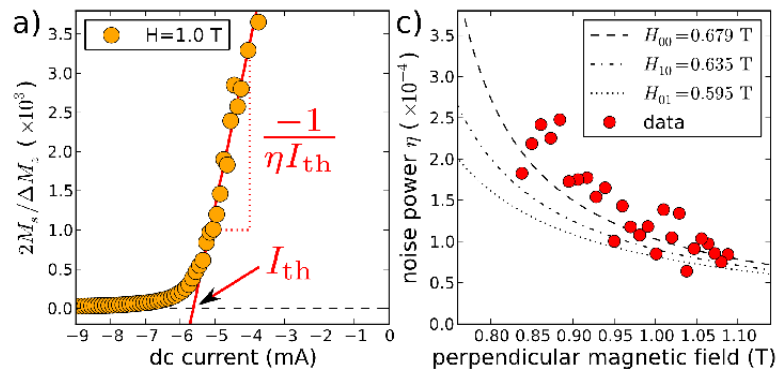 a)
H=1.0 T
2M_s/ΔM_z (×10^3)
3.5
3.0
2.5
2.0
1.5
1.0
0.5
0.0
-1
ηI_th
I_th
−9 −8 −7 −6 −5 −4 −3 −2 −1 0
dc current (mA)
c)
H_00=0.679 T
H_10=0.635 T
H_01=0.595 T
data
noise power η (×10^-4)
3.5
3.0
2.5
2.0
1.5
1.0
0.5
0.0
0.80 0.85 0.90 0.95 1.00 1.05 1.10
perpendicular magnetic field (T)